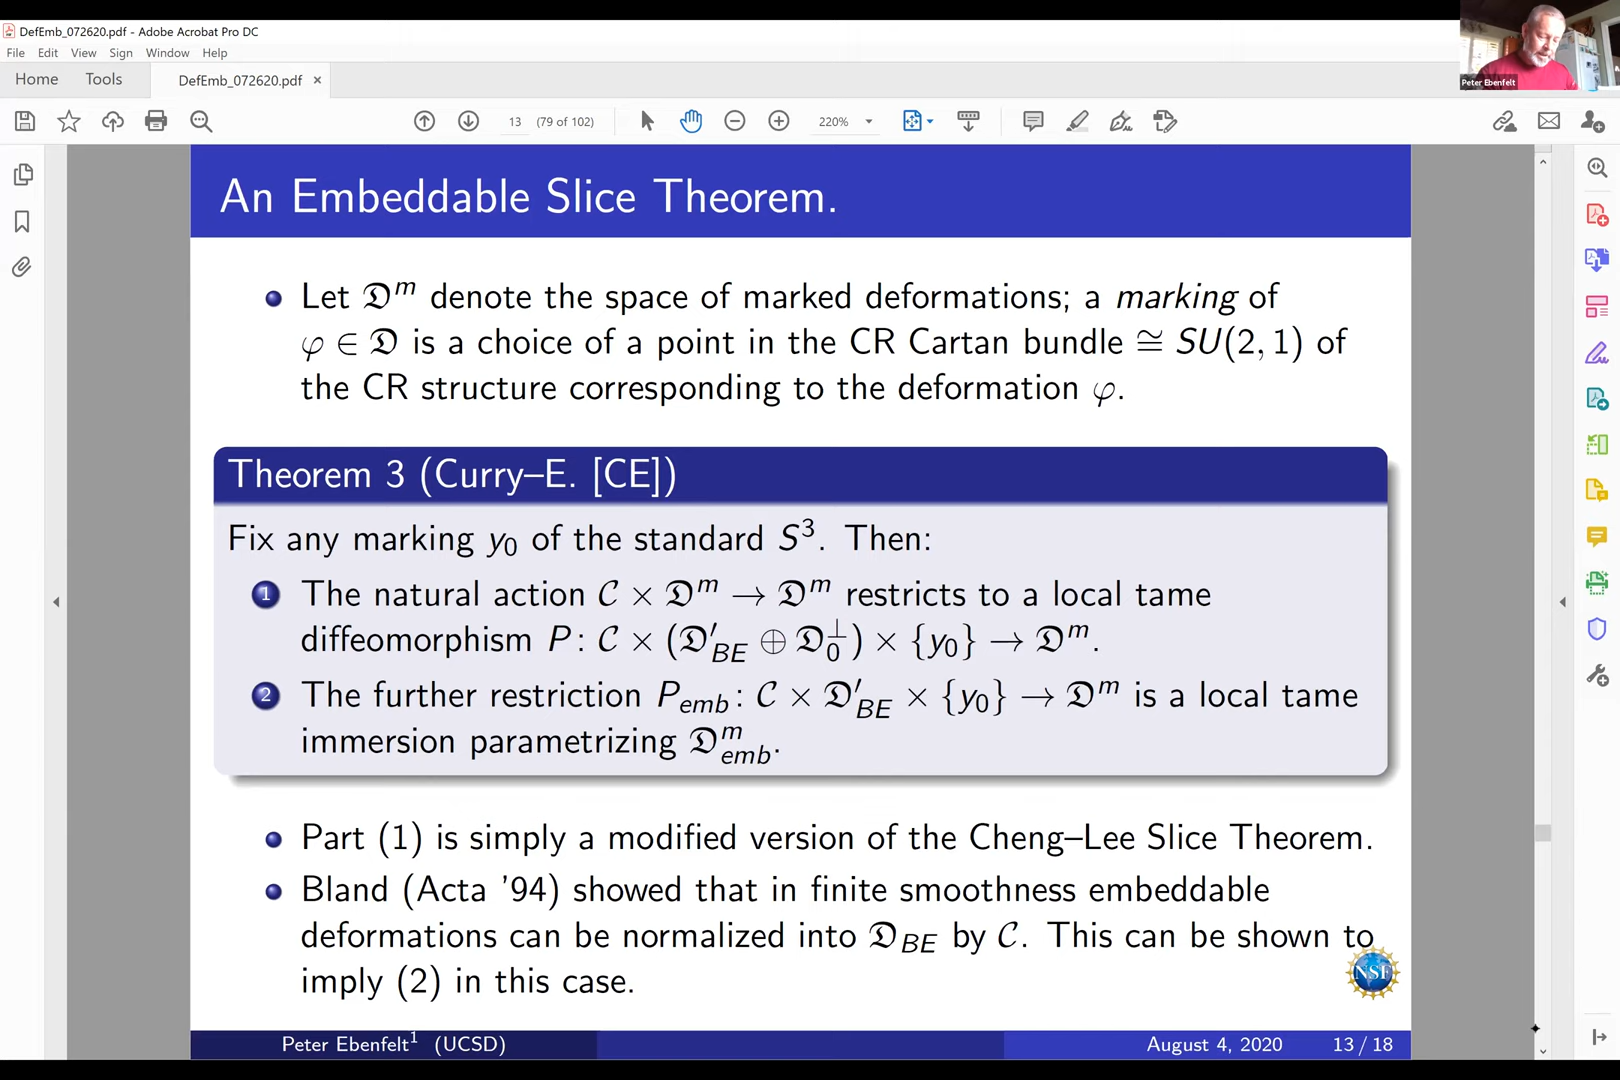 DefEmb_072620.pdf - Adobe Acrobat Pro DC
File Edit View Sign Window Help
Home Tools DefEmb_072620.pdf ×
13 (79 of 102) 220%
Peter Ebenfelt
An Embeddable Slice Theorem.
Let 𝔇^m denote the space of marked deformations; a marking of
φ ∈ 𝔇 is a choice of a point in the CR Cartan bundle ≅ SU(2, 1) of
the CR structure corresponding to the deformation φ.
Theorem 3 (Curry–E. [CE])
Fix any marking y₀ of the standard S³. Then:
1 The natural action 𝒞 × 𝔇^m → 𝔇^m restricts to a local tame
diffeomorphism P: 𝒞 × (𝔇′_BE ⊕ 𝔇₀^⊥) × {y₀} → 𝔇^m.
2 The further restriction P_emb: 𝒞 × 𝔇′_BE × {y₀} → 𝔇^m is a local tame
immersion parametrizing 𝔇^m_emb.
Part (1) is simply a modified version of the Cheng–Lee Slice Theorem.
Bland (Acta ’94) showed that in finite smoothness embeddable
deformations can be normalized into 𝔇_BE by 𝒞. This can be shown to
imply (2) in this case.
NSF
Peter Ebenfelt¹ (UCSD) August 4, 2020 13 / 18